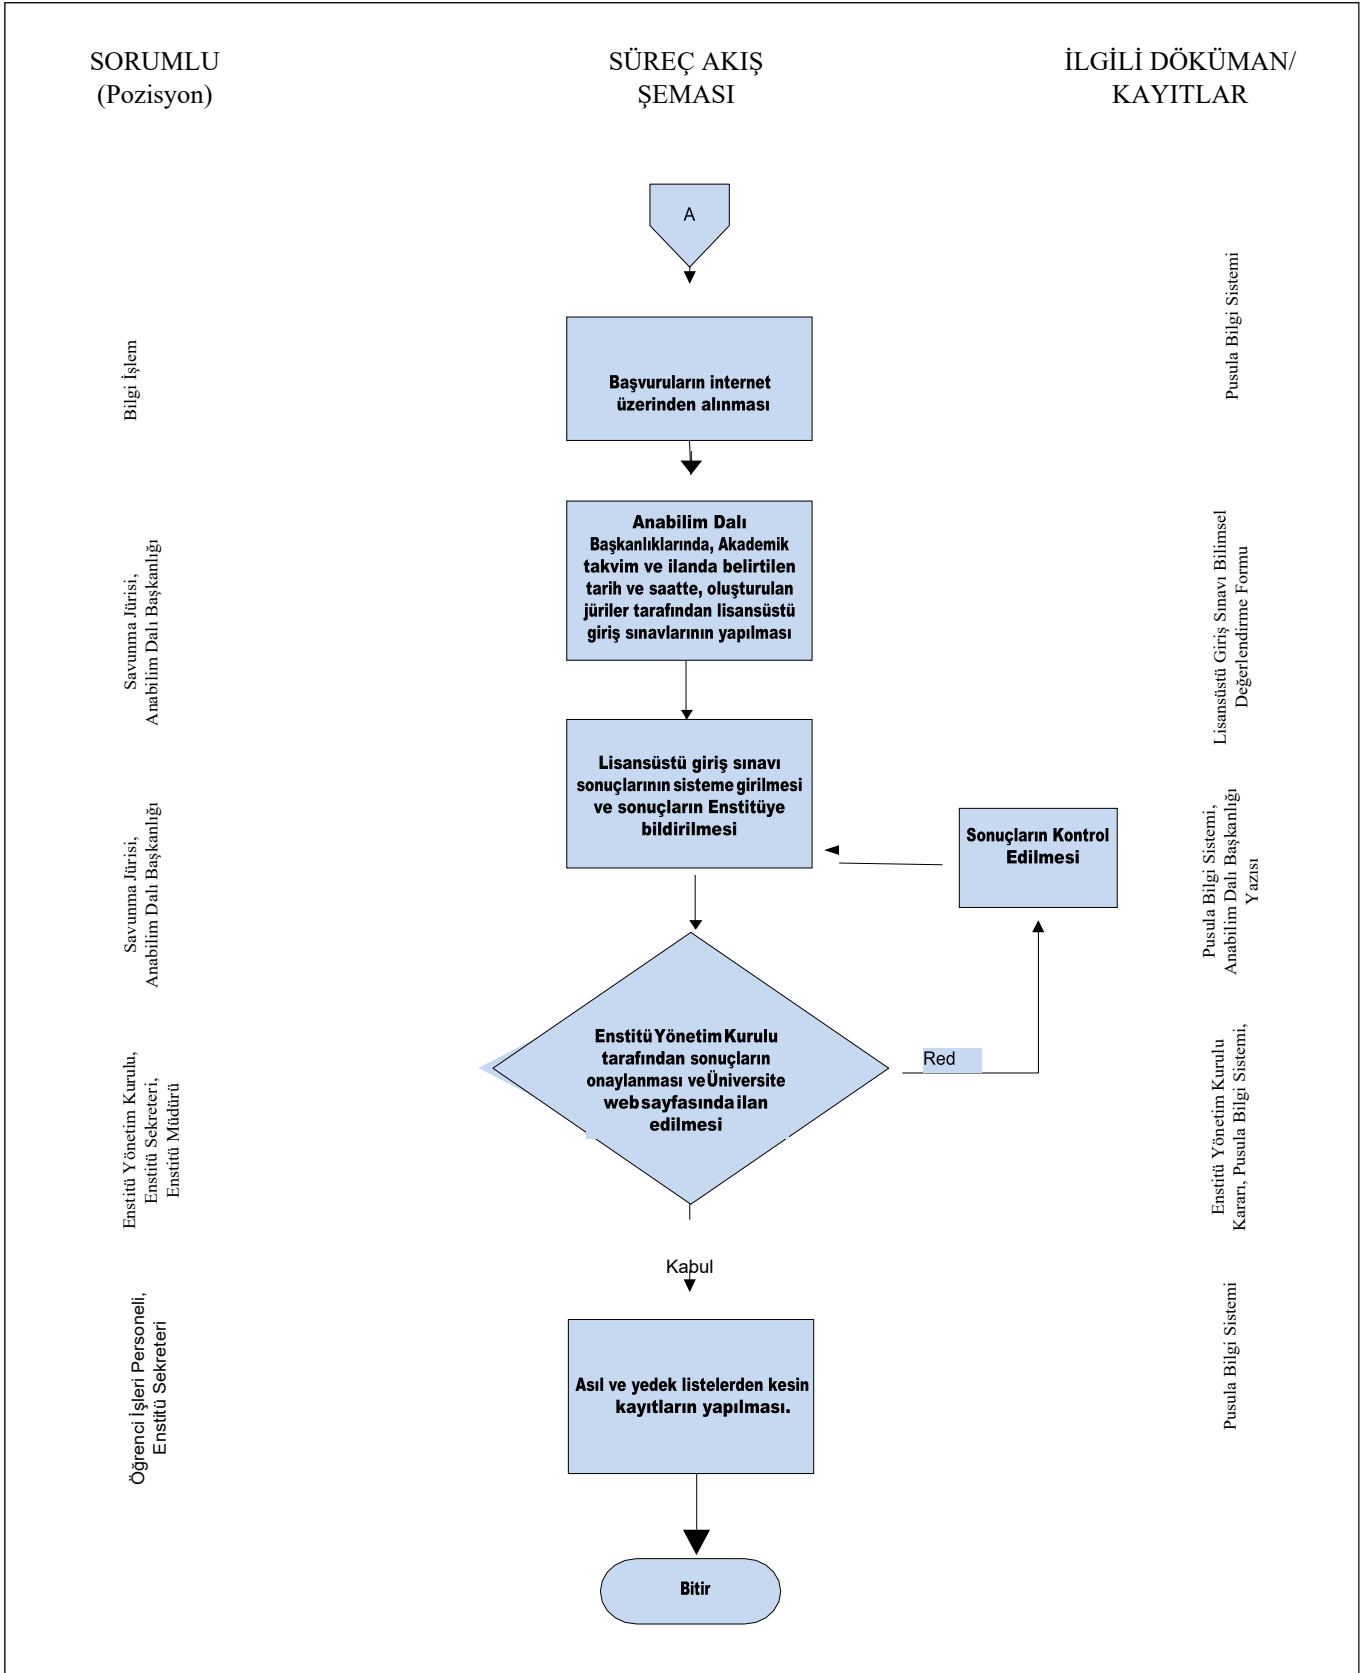 SORUMLU
(Pozisyon)
SÜREÇ AKIŞ
ŞEMASI
İLGİLİ DÖKÜMAN/
KAYITLAR
A
Bilgi İşlem
Başvuruların internet
üzerinden alınması
Pusula Bilgi Sistemi
Savunma Jürisi,
Anabilim Dalı Başkanlığı
Anabilim Dalı
Başkanlıklarında, Akademik
takvim ve ilanda belirtilen
tarih ve saatte, oluşturulan
jüriler tarafından lisansüstü
giriş sınavlarının yapılması
Lisansüstü Giriş Sınavı Bilimsel
Değerlendirme Formu
Savunma Jürisi,
Anabilim Dalı Başkanlığı
Lisansüstü giriş sınavı
sonuçlarının sisteme girilmesi
ve sonuçların Enstitüye
bildirilmesi
Sonuçların Kontrol
Edilmesi
Pusula Bilgi Sistemi,
Anabilim Dalı Başkanlığı
Yazısı
Enstitü Yönetim Kurulu,
Enstitü Sekreteri,
Enstitü Müdürü
Enstitü Yönetim Kurulu
tarafından sonuçların
onaylanması ve Üniversite
web sayfasında ilan
edilmesi
Red
Enstitü Yönetim Kurulu
Kararı, Pusula Bilgi Sistemi,
Kabul
Öğrenci İşleri Personeli,
Enstitü Sekreteri
Asıl ve yedek listelerden kesin
kayıtların yapılması.
Pusula Bilgi Sistemi
Bitir